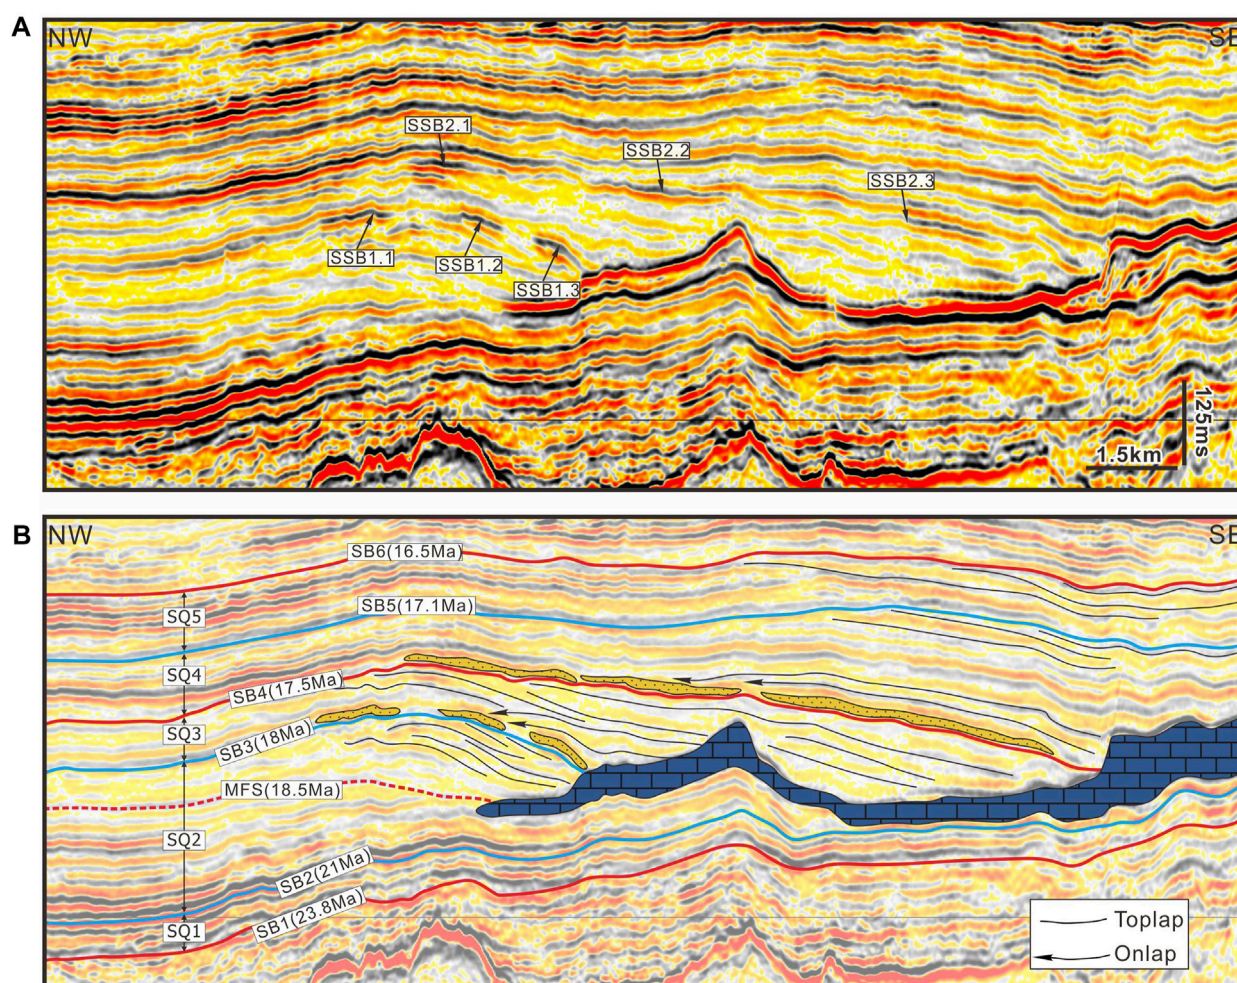 A
NW
SE
SSB2.1
SSB2.2
SSB2.3
SSB1.1
SSB1.2
SSB1.3
125ms
1.5km
B
NW
SE
SB6(16.5Ma)
SQ5
SB5(17.1Ma)
SQ4
SB4(17.5Ma)
SQ3
SB3(18Ma)
MFS(18.5Ma)
SQ2
SB2(21Ma)
SB1(23.8Ma)
SQ1
Toplap
Onlap